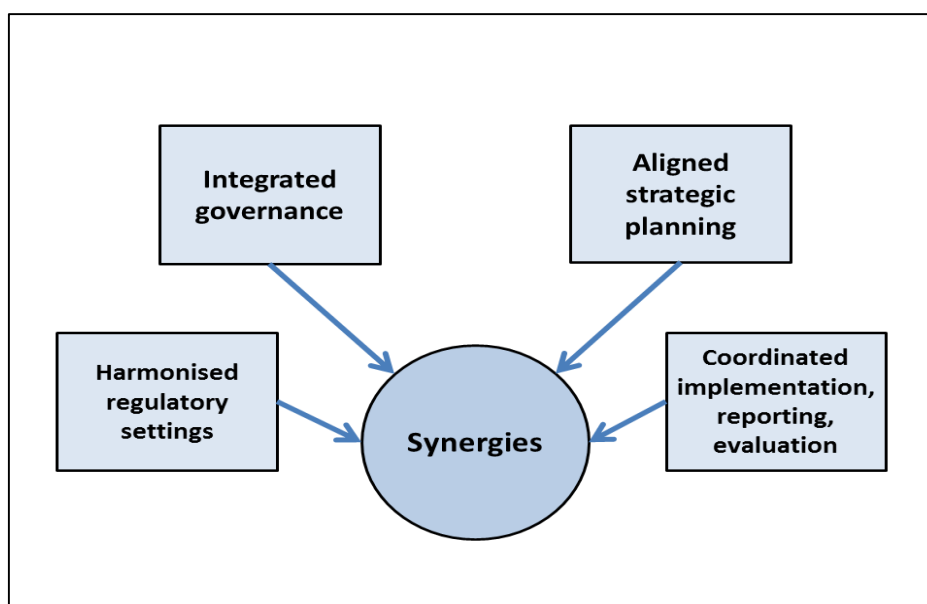 Integrated
governance
Aligned
strategic
planning
Harmonised
regulatory
settings
Synergies
Coordinated
implementation,
reporting,
evaluation